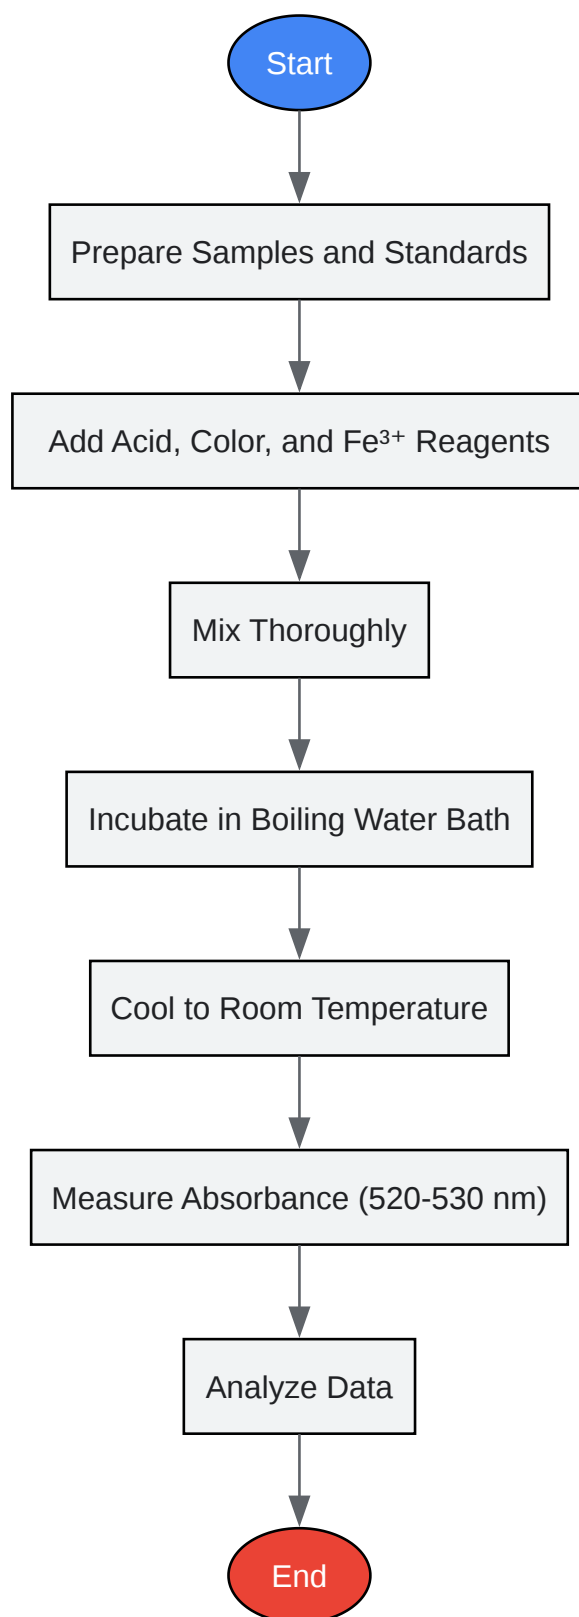 Start
Prepare Samples and Standards
Add Acid, Color, and Fe³⁺ Reagents
Mix Thoroughly
Incubate in Boiling Water Bath
Cool to Room Temperature
Measure Absorbance (520-530 nm)
Analyze Data
End